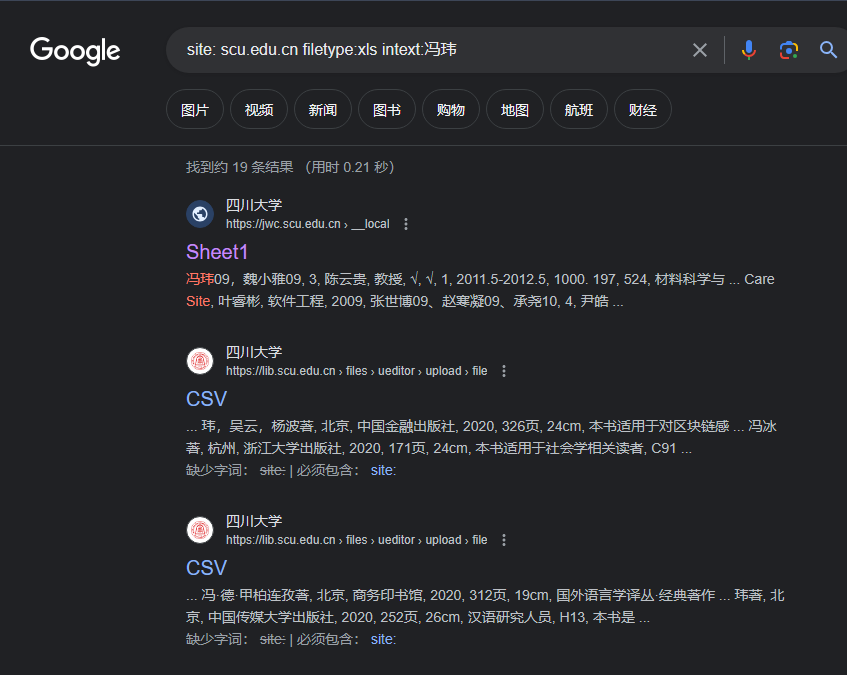 Google
site: scu.edu.cn filetype:xls intext:冯玮
图片 视频 新闻 图书 购物 地图 航班 财经
找到约 19 条结果 （用时 0.21 秒）
四川大学
https://jwc.scu.edu.cn › __local
Sheet1
冯玮09，魏小雅09, 3, 陈云贵, 教授, √, √, 1, 2011.5-2012.5, 1000. 197, 524, 材料科学与 ... Care
Site, 叶睿彬, 软件工程, 2009, 张世博09、赵寒凝09、承尧10, 4, 尹皓 ...
四川大学
https://lib.scu.edu.cn › files › ueditor › upload › file
CSV
... 玮，吴云，杨波著, 北京, 中国金融出版社, 2020, 326页, 24cm, 本书适用于对区块链感 ... 冯冰
著, 杭州, 浙江大学出版社, 2020, 171页, 24cm, 本书适用于社会学相关读者, C91 ...
缺少字词： site: | 必须包含： site:
四川大学
https://lib.scu.edu.cn › files › ueditor › upload › file
CSV
... 冯·德·甲柏连孜著, 北京, 商务印书馆, 2020, 312页, 19cm, 国外语言学译丛·经典著作 ... 玮著, 北
京, 中国传媒大学出版社, 2020, 252页, 26cm, 汉语研究人员, H13, 本书是 ...
缺少字词： site: | 必须包含： site: